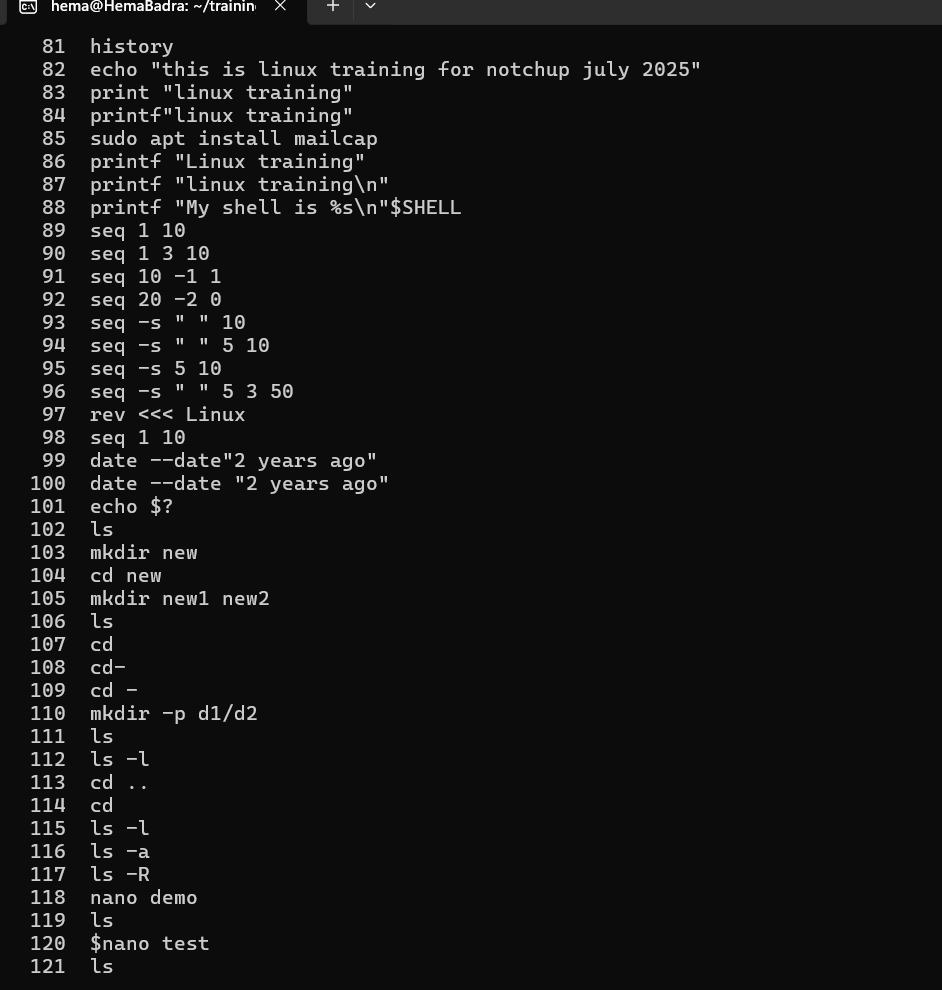 hema@HemaBadra: ~/trainin
81 history
82 echo "this is linux training for notchup july 2025"
83 print "linux training"
84 printf"linux training"
85 sudo apt install mailcap
86 printf "Linux training"
87 printf "linux training\n"
88 printf "My shell is %s\n"$SHELL
89 seq 1 10
90 seq 1 3 10
91 seq 10 -1 1
92 seq 20 -2 0
93 seq -s " " 10
94 seq -s " " 5 10
95 seq -s 5 10
96 seq -s " " 5 3 50
97 rev <<< Linux
98 seq 1 10
99 date --date"2 years ago"
100 date --date "2 years ago"
101 echo $?
102 ls
103 mkdir new
104 cd new
105 mkdir new1 new2
106 ls
107 cd
108 cd-
109 cd -
110 mkdir -p d1/d2
111 ls
112 ls -l
113 cd ..
114 cd
115 ls -l
116 ls -a
117 ls -R
118 nano demo
119 ls
120 $nano test
121 ls